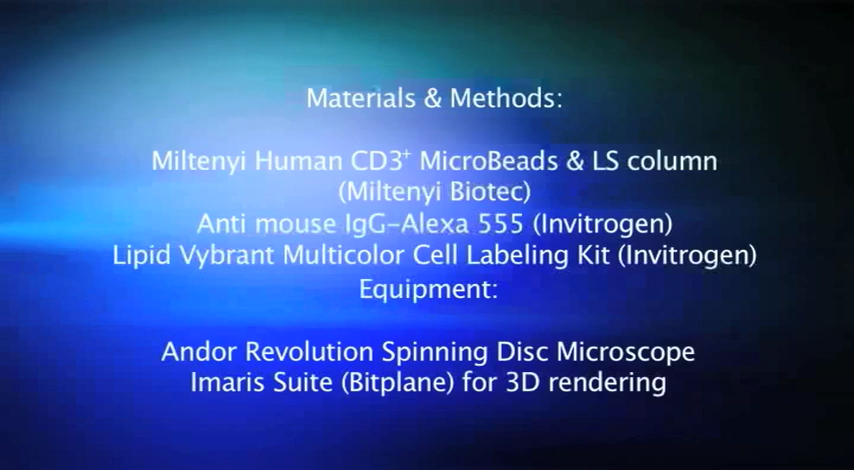 Materials & Methods:
Miltenyi Human CD3⁺ MicroBeads & LS column
(Miltenyi Biotec)
Anti mouse IgG-Alexa 555 (Invitrogen)
Lipid Vybrant Multicolor Cell Labeling Kit (Invitrogen)
Equipment:
Andor Revolution Spinning Disc Microscope
Imaris Suite (Bitplane) for 3D rendering